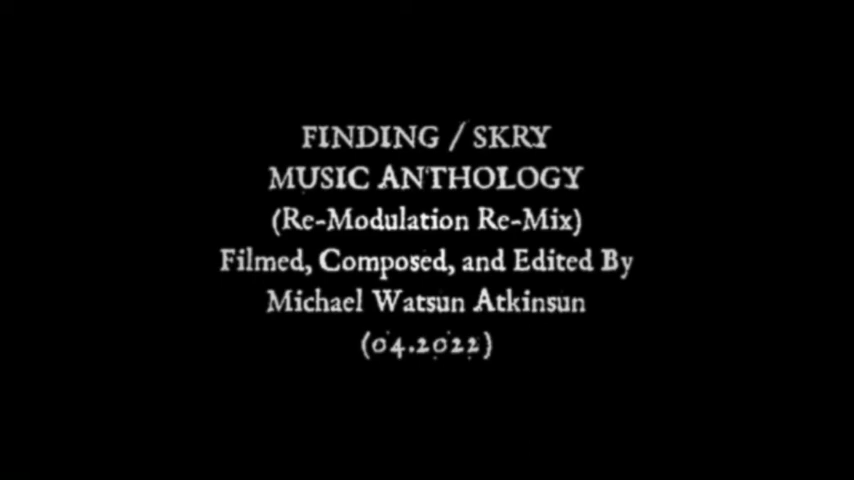 FINDING / SKRY
MUSIC ANTHOLOGY
(Re-Modulation Re-Mix)
Filmed, Composed, and Edited By
Michael Watsun Atkinsun
(04.2022)